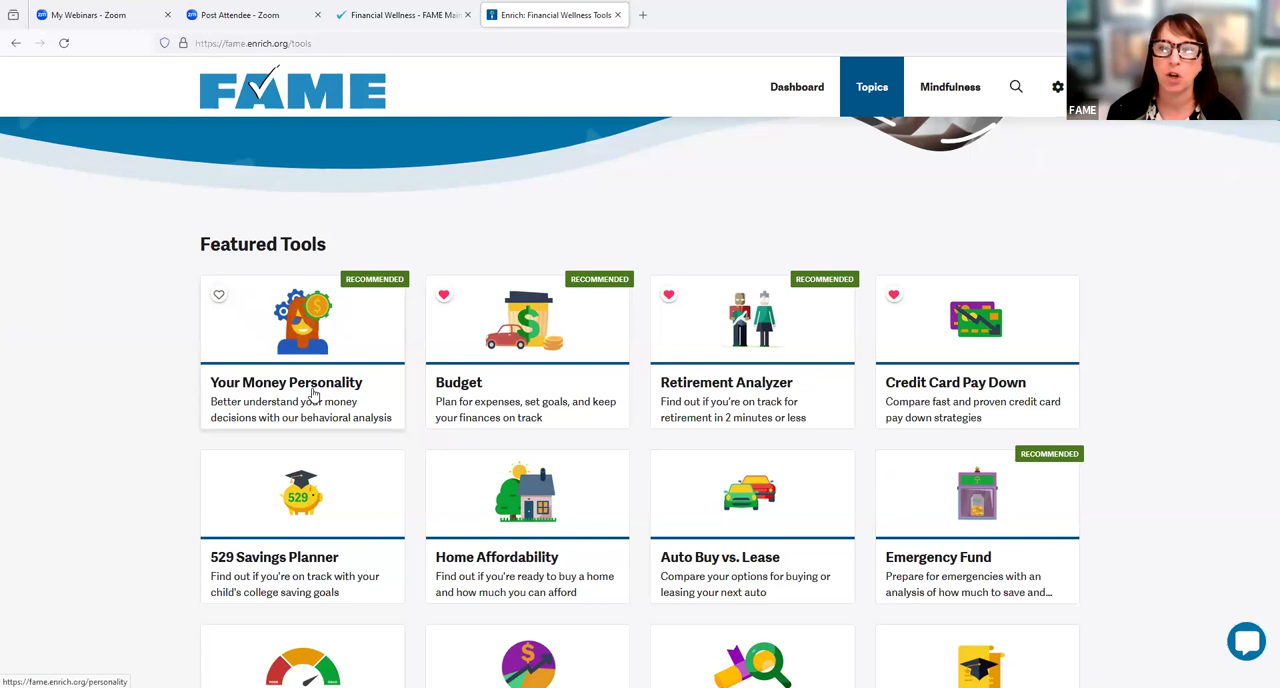 My Webinars - Zoom
Post Attendee - Zoom
Financial Wellness - FAME Main
Enrich: Financial Wellness Tools
https://fame.enrich.org/tools
FAME
Dashboard
Topics
Mindfulness
FAME
Featured Tools
RECOMMENDED
RECOMMENDED
RECOMMENDED
Your Money Personality
Better understand your money
decisions with our behavioral analysis
Budget
Plan for expenses, set goals, and keep
your finances on track
Retirement Analyzer
Find out if you're on track for
retirement in 2 minutes or less
Credit Card Pay Down
Compare fast and proven credit card
pay down strategies
RECOMMENDED
529
529 Savings Planner
Find out if you're on track with your
child's college saving goals
Home Affordability
Find out if you're ready to buy a home
and how much you can afford
Auto Buy vs. Lease
Compare your options for buying or
leasing your next auto
Emergency Fund
Prepare for emergencies with an
analysis of how much to save and...
https://fame.enrich.org/personality